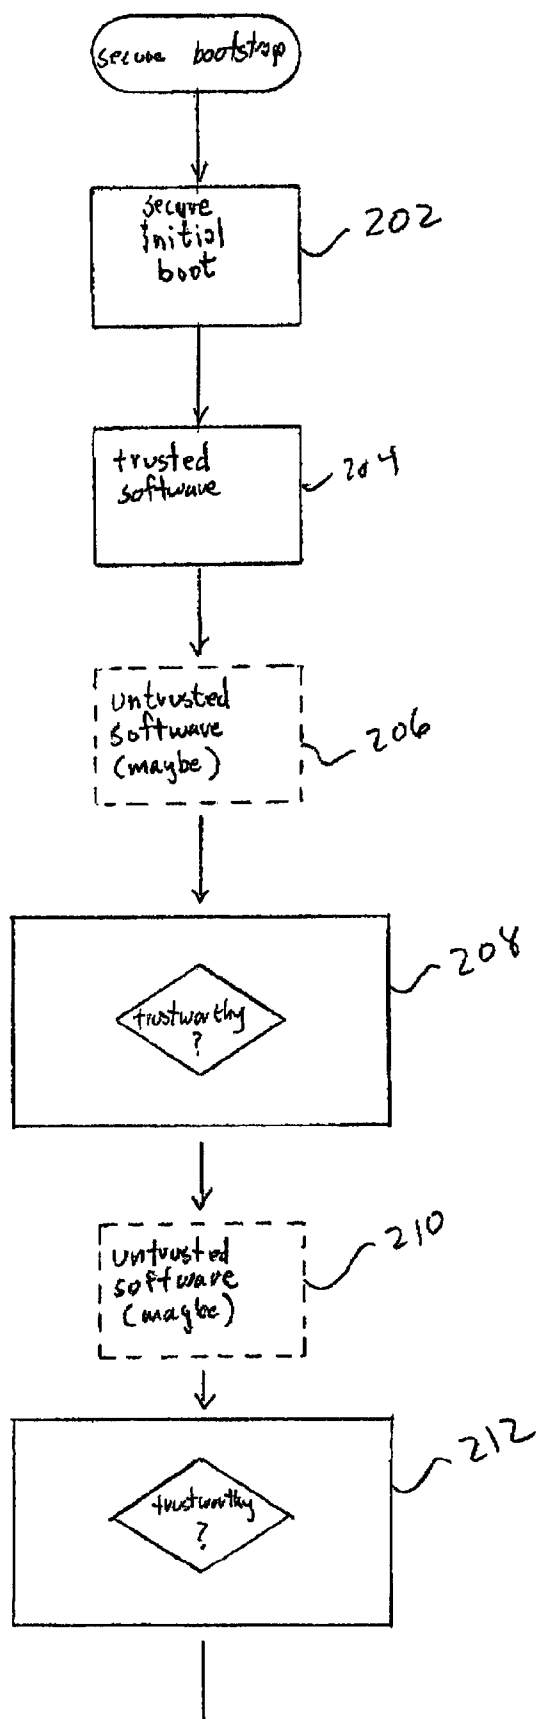 secure bootstrap
secure
initial
boot
202
trusted
software
204
untrusted
software
(maybe)
206
208
trustworthy
?
210
untrusted
software
(maybe)
212
trustworthy
?